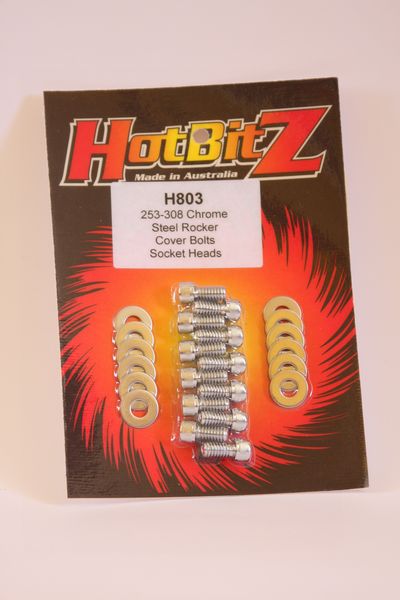 HotBitZ
Made in Australia
H803
253-308 Chrome
Steel Rocker
Cover Bolts
Socket Heads